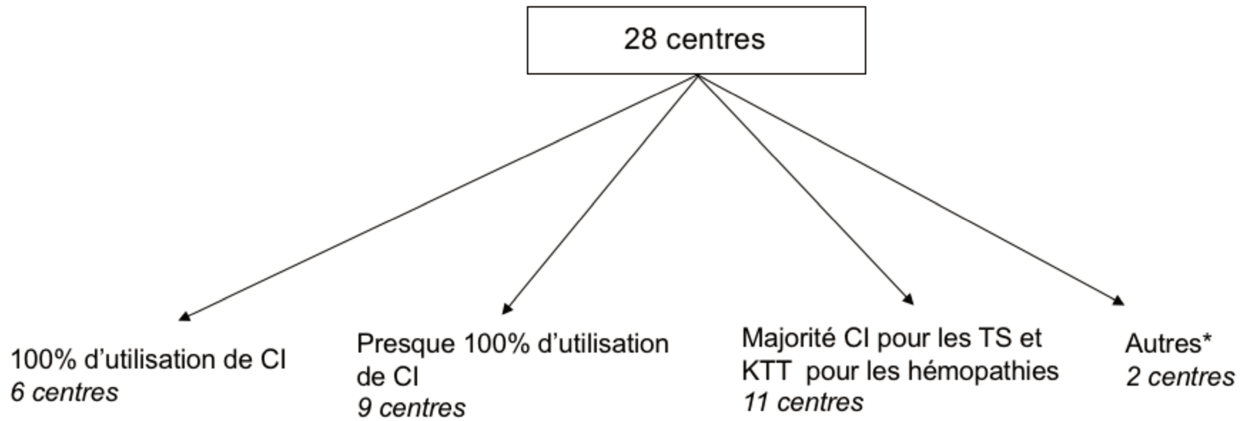 28 centres
100% d'utilisation de CI
6 centres
Presque 100% d'utilisation
de CI
9 centres
Majorité CI pour les TS et
KTT pour les hémopathies
11 centres
Autres*
2 centres